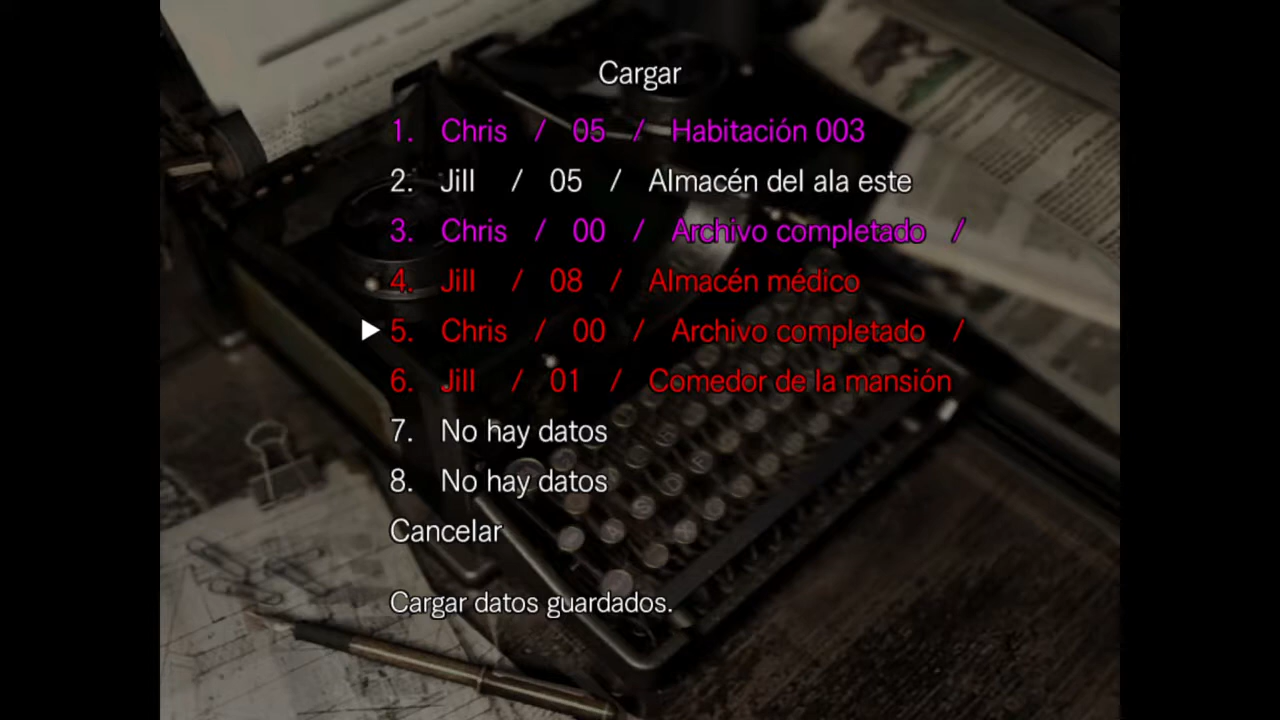 Cargar
1. Chris / 05 / Habitación 003
2. Jill / 05 / Almacén del ala este
3. Chris / 00 / Archivo completado /
4. Jill / 08 / Almacén médico
5. Chris / 00 / Archivo completado /
6. Jill / 01 / Comedor de la mansión
7. No hay datos
8. No hay datos
Cancelar
Cargar datos guardados.